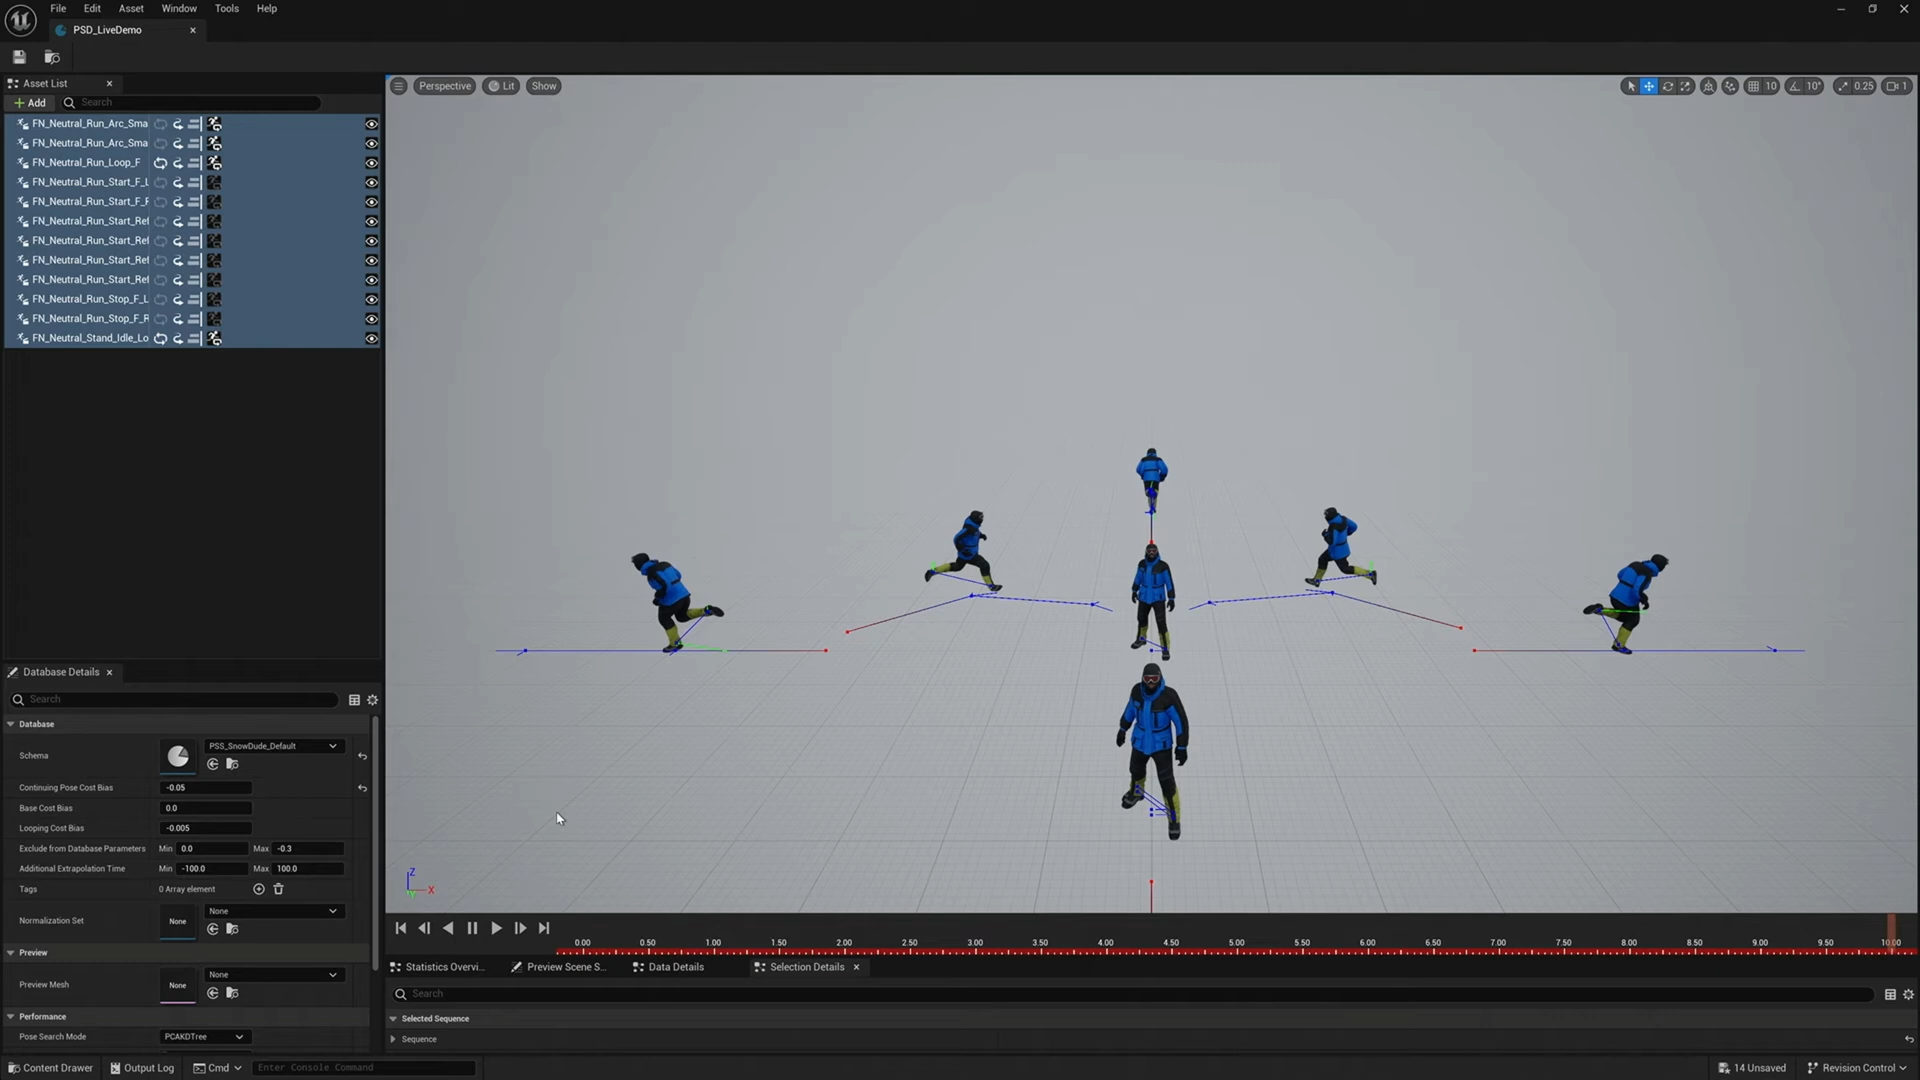 File Edit Asset Window Tools Help
PSD_LiveDemo
Asset List
Add Search
FN_Neutral_Run_Arc_Sma
FN_Neutral_Run_Arc_Sma
FN_Neutral_Run_Loop_F
FN_Neutral_Run_Start_F_L
FN_Neutral_Run_Start_F_R
FN_Neutral_Run_Start_Ref
FN_Neutral_Run_Start_Ref
FN_Neutral_Run_Start_Ref
FN_Neutral_Run_Start_Ref
FN_Neutral_Run_Stop_F_L
FN_Neutral_Run_Stop_F_R
FN_Neutral_Stand_Idle_Lo
Perspective Lit Show
10 10° 0.25 1
Database Details
Search
Database
Schema PSS_SnowDude_Default
Continuing Pose Cost Bias -0.05
Base Cost Bias 0.0
Looping Cost Bias -0.005
Exclude from Database Parameters Min 0.0 Max -0.3
Additional Extrapolation Time Min -100.0 Max 100.0
Tags 0 Array element
Normalization Set None None
Preview
Preview Mesh None None
Performance
Pose Search Mode PCAKDTree
Z
X
Y
0.00 0.50 1.00 1.50 2.00 2.50 3.00 3.50 4.00 4.50 5.00 5.50 6.00 6.50 7.00 7.50 8.00 8.50 9.00 9.50 10.00
Statistics Overvi... Preview Scene S... Data Details Selection Details
Search
Selected Sequence
Sequence
Content Drawer Output Log Cmd Enter Console Command 14 Unsaved Revision Control